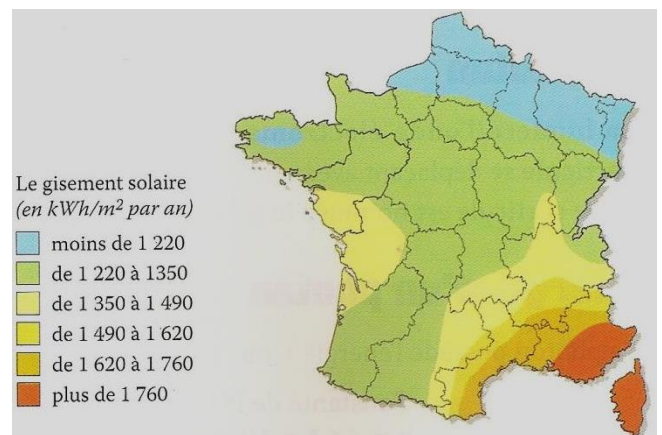 Le gisement solaire
(en kWh/m² par an)
moins de 1 220
de 1 220 à 1350
de 1 350 à 1 490
de 1 490 à 1 620
de 1 620 à 1 760
plus de 1 760